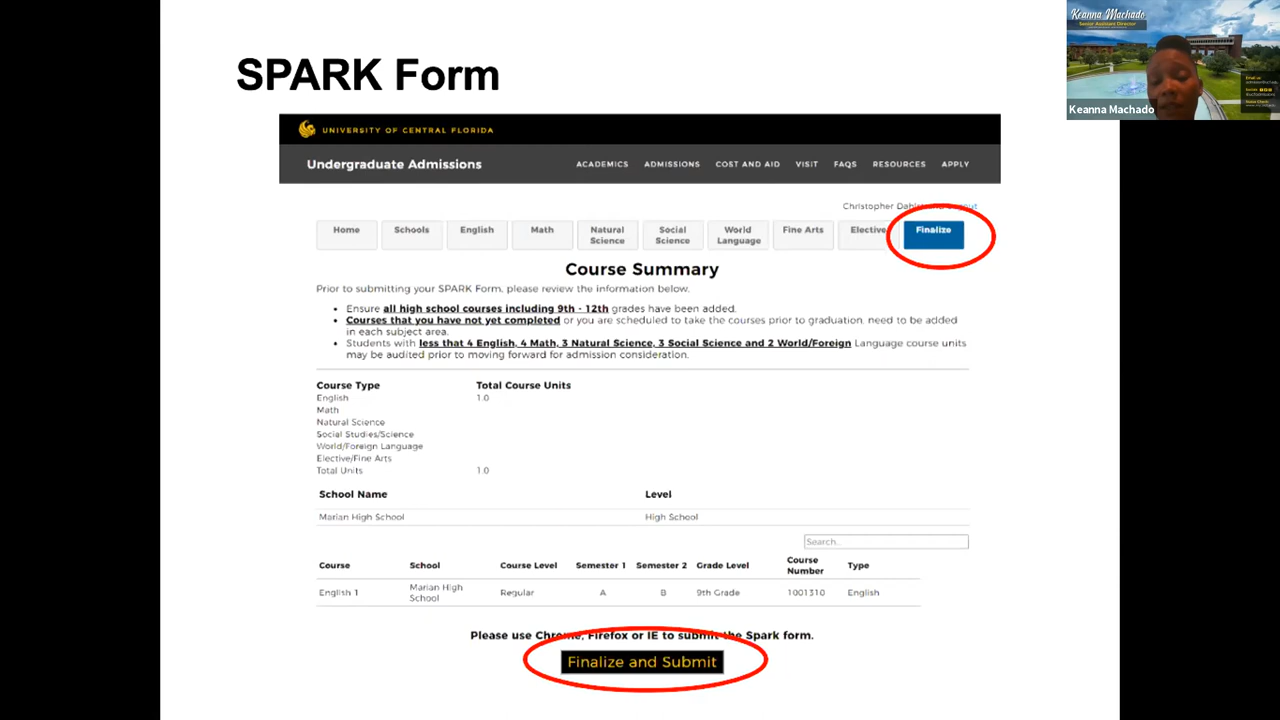 SPARK Form
Keanna Machado
Senior Assistant Director
Keanna Machado
UNIVERSITY OF CENTRAL FLORIDA
Undergraduate Admissions
ACADEMICS ADMISSIONS COST AND AID VISIT FAQS RESOURCES APPLY
Christopher
Home Schools English Math Natural Science Social Science World Language Fine Arts Elective Finalize
Course Summary
Prior to submitting your SPARK Form, please review the information below.
Ensure all high school courses including 9th - 12th grades have been added.
Courses that you have not yet completed or you are scheduled to take the courses prior to graduation, need to be added
in each subject area.
Students with less that 4 English, 4 Math, 3 Natural Science, 3 Social Science and 2 World/Foreign Language course units
may be audited prior to moving forward for admission consideration.
Course Type Total Course Units
English 1.0
Math
Natural Science
Social Studies/Science
World/Foreign Language
Elective/Fine Arts
Total Units 1.0
School Name Level
Marian High School High School
Search...
Course School Course Level Semester 1 Semester 2 Grade Level Course Number Type
English 1 Marian High School Regular A B 9th Grade 1001310 English
Please use Chrome, Firefox or IE to submit the Spark form.
Finalize and Submit